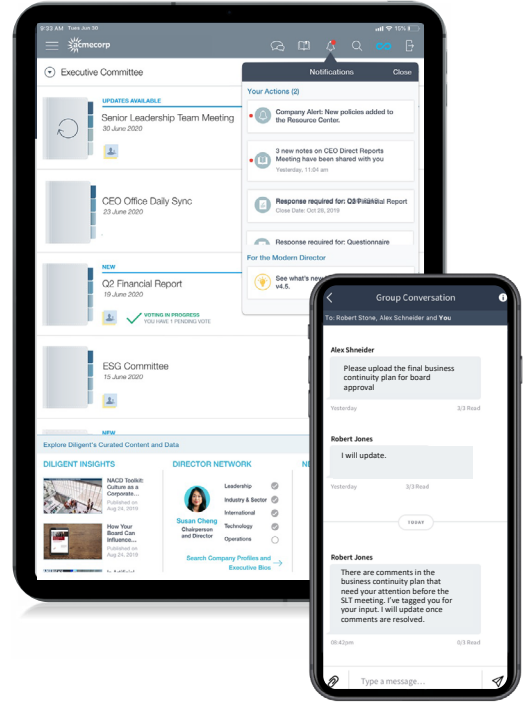 9:33 AM Tues Jun 30
15%
acmecorp
Executive Committee
UPDATES AVAILABLE
Senior Leadership Team Meeting
30 June 2020
CEO Office Daily Sync
23 June 2020
NEW
Q2 Financial Report
19 June 2020
VOTING IN PROGRESS
YOU HAVE 1 PENDING VOTE
ESG Committee
15 June 2020
NEW
Notifications
Close
Your Actions (2)
Company Alert: New policies added to
the Resource Center.
3 new notes on CEO Direct Reports
Meeting have been shared with you
Yesterday, 11:04 am
Response required for: Financial Report
Close Date: Oct 28, 2019
Response required for: Questionnaire
For the Modern Director
See what's new
v4.5.
Explore Diligent's Curated Content and Data
DILIGENT INSIGHTS
NACD Toolkit:
Culture as a
Corporate...
Published on
Aug 24, 2019
How Your
Board Can
Influence...
Published on
Aug 24, 2019
DIRECTOR NETWORK
Susan Cheng
Chairperson
and Director
Leadership
Industry & Sector
International
Technology
Operations
Search Company Profiles and
Executive Bios
Group Conversation
To: Robert Stone, Alex Schneider and You
Alex Shneider
Please upload the final business
continuity plan for board
approval
Yesterday
3/3 Read
Robert Jones
I will update.
Yesterday
3/3 Read
TODAY
Robert Jones
There are comments in the
business continuity plan that
need your attention before the
SLT meeting. I've tagged you for
your input. I will update once
comments are resolved.
06:42pm
0/3 Read
Type a message...